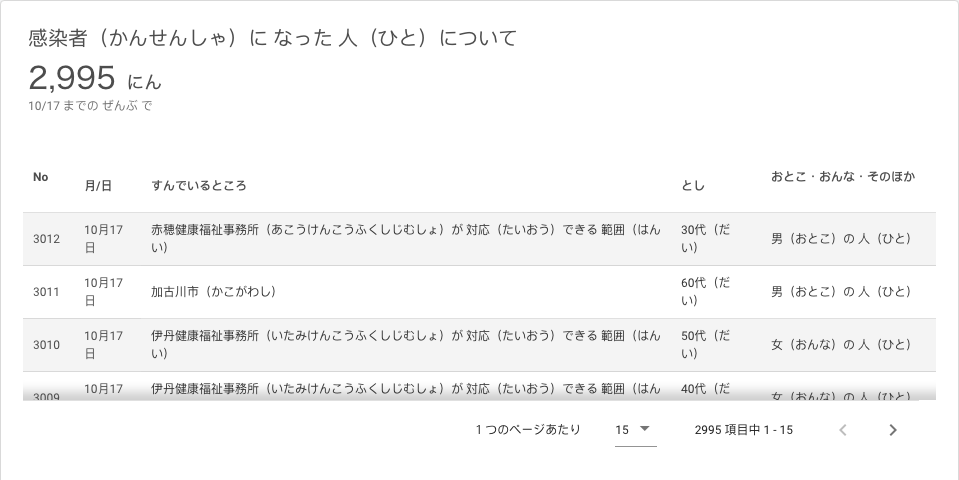 感染者（かんせんしゃ）に なった 人（ひと）について
2,995 にん
10/17 までの ぜんぶ で
No 月/日 すんでいるところ とし おとこ・おんな・そのほか
3012 10月17日 赤穂健康福祉事務所（あこうけんこうふくしじむしょ）が 対応（たいおう）できる 範囲（はんい） 30代（だい） 男（おとこ）の 人（ひと）
3011 10月17日 加古川市（かこがわし） 60代（だい） 男（おとこ）の 人（ひと）
3010 10月17日 伊丹健康福祉事務所（いたみけんこうふくしじむしょ）が 対応（たいおう）できる 範囲（はんい） 50代（だい） 女（おんな）の 人（ひと）
3009 10月17 伊丹健康福祉事務所（いたみけんこうふくしじむしょ）が 対応（たいおう）できる 範囲（はん 40代（だ 女（おんな）の 人（ひと）
1 つのページあたり 15 2995 項目中 1 - 15